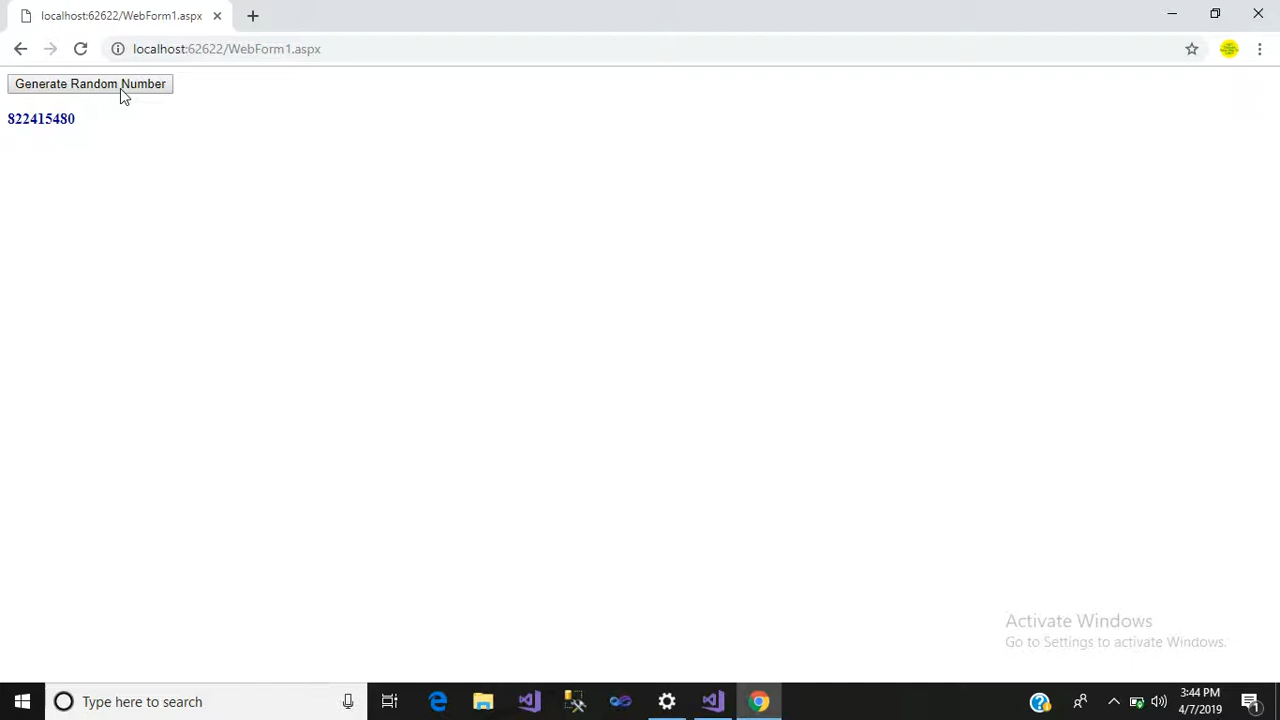 localhost:62622/WebForm1.aspx
localhost:62622/WebForm1.aspx
Generate Random Number
822415480
Activate Windows
Go to Settings to activate Windows.
Type here to search
3:44 PM
4/7/2019
1